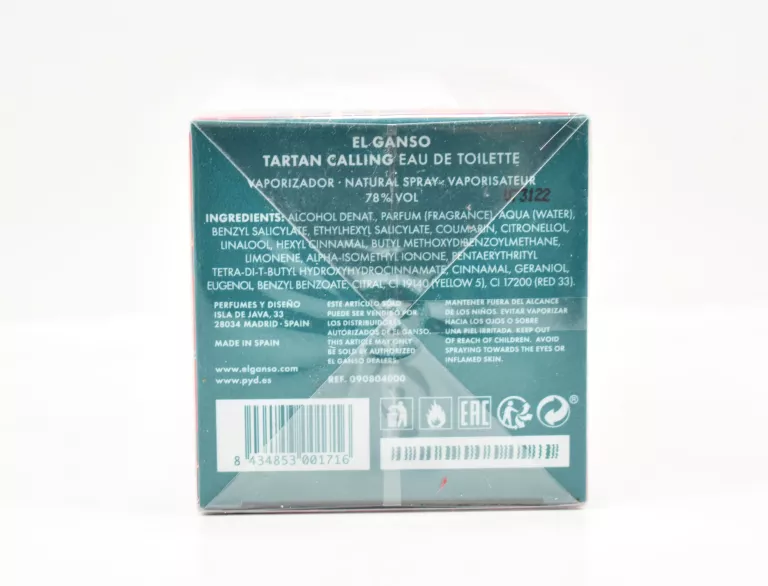 EL GANSO
TARTAN CALLING EAU DE TOILETTE
VAPORIZADOR · NATURAL SPRAY · VAPORISATEUR
78% VOL
3122
INGREDIENTS: ALCOHOL DENAT., PARFUM (FRAGRANCE), AQUA (WATER),
BENZYL SALICYLATE, ETHYLHEXYL SALICYLATE, COUMARIN, CITRONELLOL,
LINALOOL, HEXYL CINNAMAL, BUTYL METHOXYDIBENZOYLMETHANE,
LIMONENE, ALPHA-ISOMETHYL IONONE, PENTAERYTHRITYL
TETRA-DI-T-BUTYL HYDROXYHYDROCINNAMATE, CINNAMAL, GERANIOL,
EUGENOL, BENZYL BENZOATE, CITRAL, CI 19140 (YELLOW 5), CI 17200 (RED 33).
PERFUMES Y DISEÑO
ISLA DE JAVA, 33
28034 MADRID - SPAIN
MADE IN SPAIN
www.elganso.com
www.pyd.es
ESTE ARTÍCULO SÓLO
PUEDE SER VENDIDO POR
LOS DISTRIBUIDORES
AUTORIZADOS DE EL GANSO.
THIS ARTICLE MAY ONLY
BE SOLD BY AUTHORIZED
EL GANSO DEALERS.
REF. 090804000
MANTENER FUERA DEL ALCANCE
DE LOS NIÑOS. EVITAR VAPORIZAR
HACIA LOS OJOS O SOBRE
UNA PIEL IRRITADA. KEEP OUT
OF REACH OF CHILDREN. AVOID
SPRAYING TOWARDS THE EYES OR
INFLAMED SKIN.
8 434853 001716
EAC
®